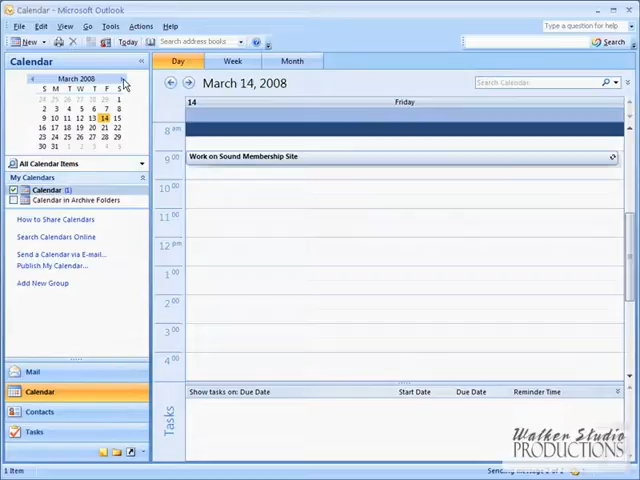 Calendar - Microsoft Outlook
File Edit View Go Tools Actions Help
Type a question for help
New Today Search address books Search
Calendar «
Day Week Month
March 2008
S M T W T F S
24 25 26 27 28 29 1
2 3 4 5 6 7 8
9 10 11 12 13 14 15
16 17 18 19 20 21 22
23 24 25 26 27 28 29
30 31 1 2 3 4 5
All Calendar Items
My Calendars
Calendar (1)
Calendar in Archive Folders
How to Share Calendars
Search Calendars Online
Send a Calendar via E-mail...
Publish My Calendar...
Add New Group
Mail
Calendar
Contacts
Tasks
March 14, 2008
Search Calendar
14 Friday
8 am
9 00 Work on Sound Membership Site
10 00
11 00
12 pm
1 00
2 00
3 00
4 00
Tasks
Show tasks on: Due Date Start Date Due Date Reminder Time
Walker Studio
PRODUCTIONS
1 Item
Sending message 2 of 2